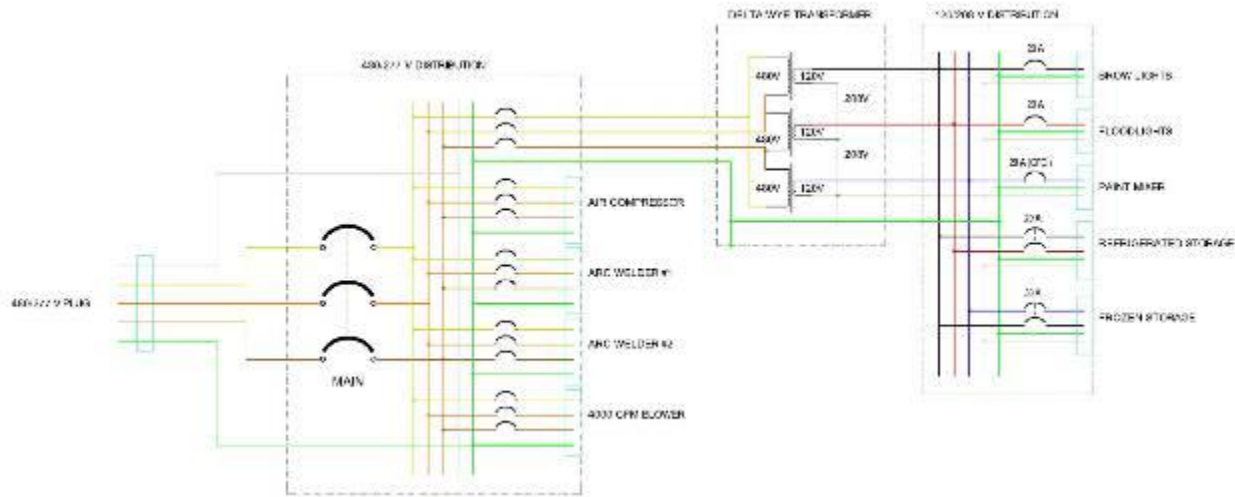 DELTA WYE TRANSFORMER
120/208 V DISTRIBUTION
480-277 V DISTRIBUTION
20A
480V
120V
BROW LIGHTS
208V
20A
480V
120V
FLOODLIGHTS
208V
480V
120V
PAINT MIXER
AIR COMPRESSOR
REFRIGERATED STORAGE
ARC WELDER #1
480-277 V PLUG
FROZEN STORAGE
ARC WELDER #2
MAIN
4000 CFM BLOWER